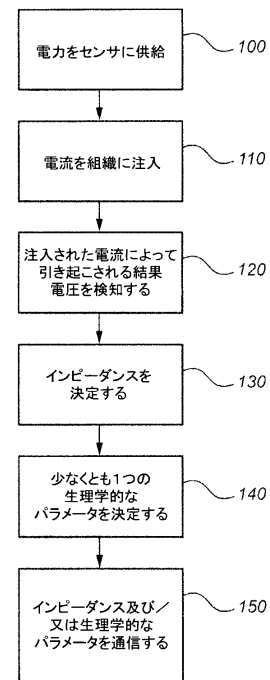 電力をセンサに供給
100
電流を組織に注入
110
注入された電流によって
引き起こされる結果
電圧を検知する
120
インピーダンスを
決定する
130
少なくとも1つの
生理学的な
パラメータを決定する
140
インピーダンス及び／
又は生理学的な
パラメータを通信する
150